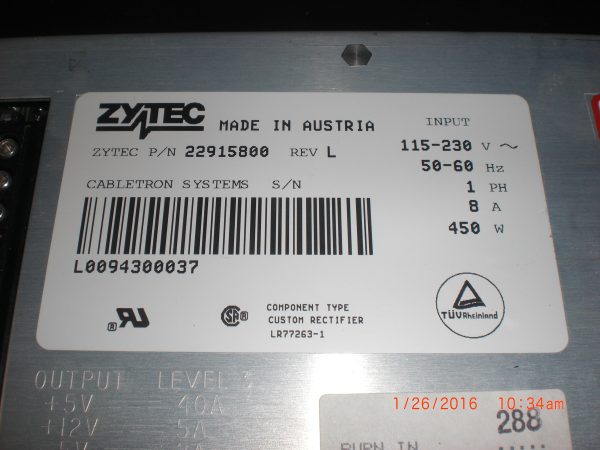 ZYTEC MADE IN AUSTRIA
ZYTEC P/N 22915800 REV L
CABLETRON SYSTEMS S/N
L0094300037
INPUT
115-230 V ~
50-60 Hz
1 PH
8 A
450 W
COMPONENT TYPE
CUSTOM RECTIFIER
LR77263-1
TÜVRheinland
OUTPUT LEVEL 3
+5V 40A
+12V 5A
288
BURN IN
1/26/2016 10:34am